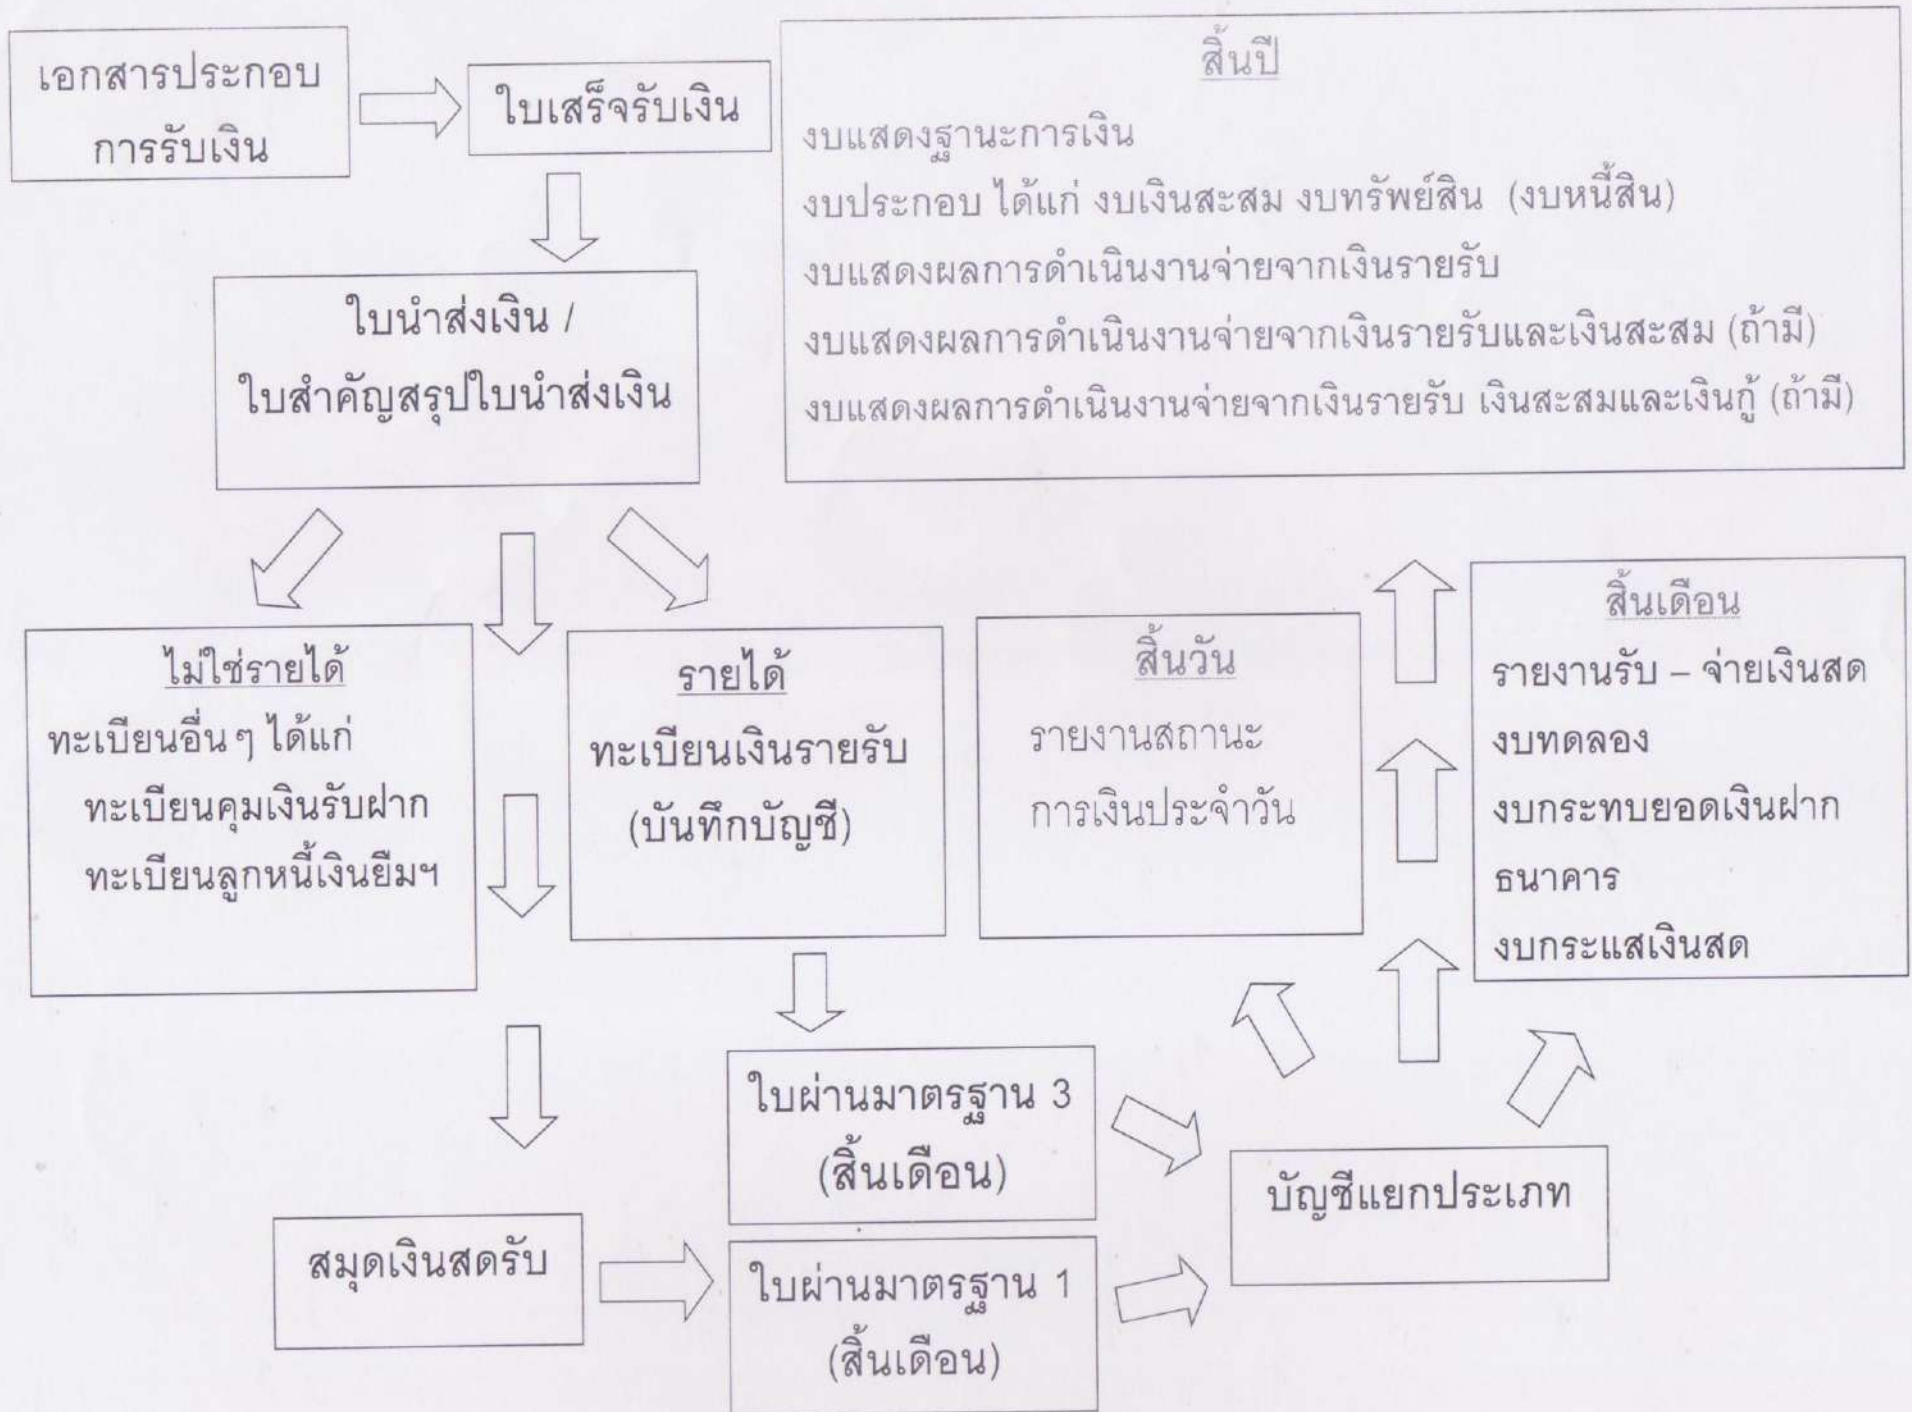 เอกสารประกอบ
การรับเงิน
ใบเสร็จรับเงิน
สิ้นปี
งบแสดงฐานะการเงิน
งบประกอบ ได้แก่ งบเงินสะสม งบทรัพย์สิน (งบหนี้สิน)
งบแสดงผลการดำเนินงานจ่ายจากเงินรายรับ
งบแสดงผลการดำเนินงานจ่ายจากเงินรายรับและเงินสะสม (ถ้ามี)
งบแสดงผลการดำเนินงานจ่ายจากเงินรายรับ เงินสะสมและเงินกู้ (ถ้ามี)
ใบนำส่งเงิน /
ใบสำคัญสรุปใบนำส่งเงิน
ไม่ใช่รายได้
ทะเบียนอื่นๆ ได้แก่
ทะเบียนคุมเงินรับฝาก
ทะเบียนลูกหนี้เงินยืมฯ
รายได้
ทะเบียนเงินรายรับ
(บันทึกบัญชี)
สิ้นวัน
รายงานสถานะ
การเงินประจำวัน
สิ้นเดือน
รายงานรับ – จ่ายเงินสด
งบทดลอง
งบกระทบยอดเงินฝาก
ธนาคาร
งบกระแสเงินสด
ใบผ่านมาตรฐาน 3
(สิ้นเดือน)
บัญชีแยกประเภท
สมุดเงินสดรับ
ใบผ่านมาตรฐาน 1
(สิ้นเดือน)